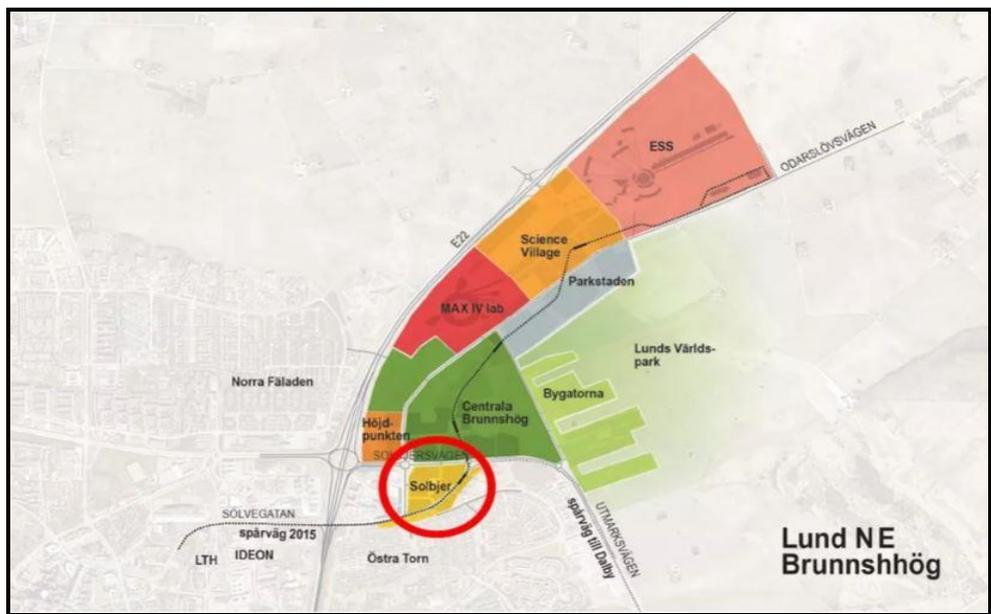 ESS
ODARSLÖVSVÄGEN
E22
Science
Village
Parkstaden
MAX IV lab
Lunds Världs-
park
Norra Fäladen
Bygatorna
Centrala
Brunnshög
Höjd-
punkten
Solbjer
SÖLVEGATAN
spårväg 2015
LTH
IDEON
Östra Torn
spårväg till Dalby
UTMARKSVÄGEN
Lund NE
Brunnshhög